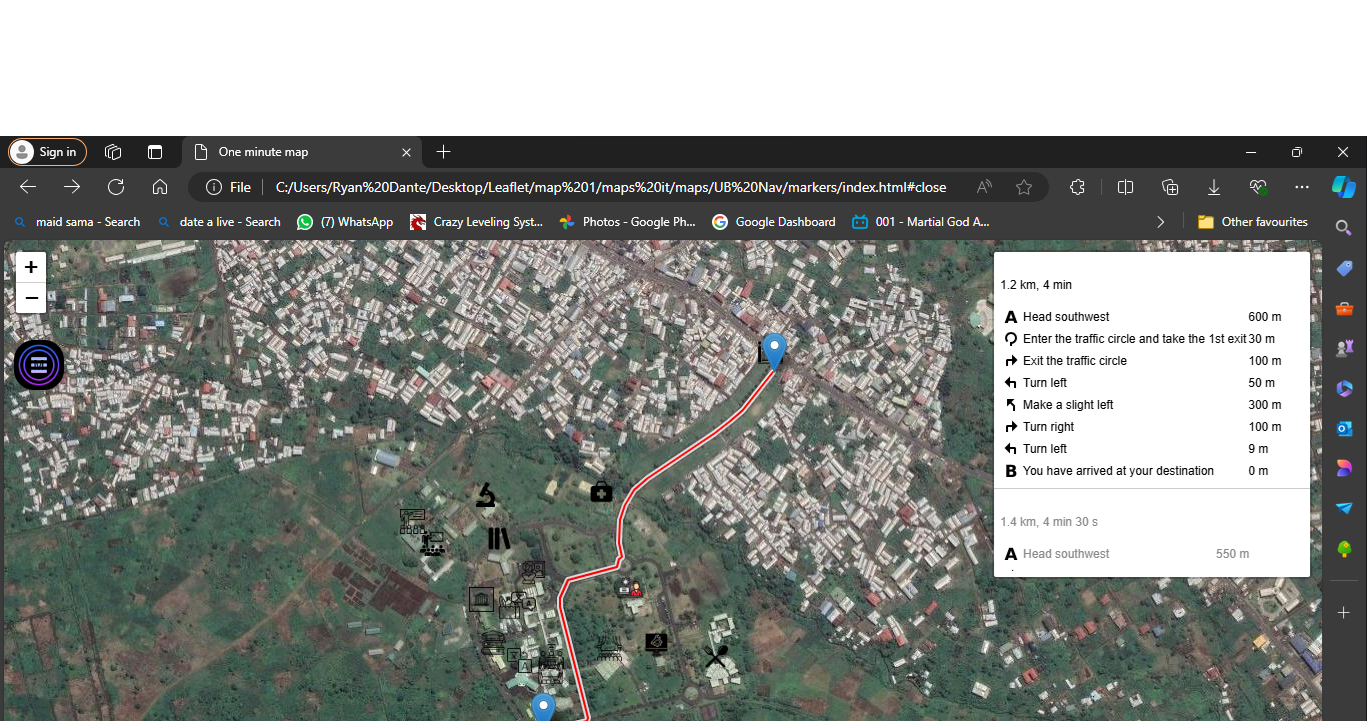 Sign in
One minute map
File
C:/Users/Ryan%20Dante/Desktop/Leaflet/map%201/maps%20it/maps/UB%20Nav/markers/index.html#close
maid sama - Search
date a live - Search
(7) WhatsApp
Crazy Leveling Syst...
Photos - Google Ph...
Google Dashboard
001 - Martial God A...
Other favourites
+
−
1.2 km, 4 min
A Head southwest 600 m
Enter the traffic circle and take the 1st exit 30 m
Exit the traffic circle 100 m
Turn left 50 m
Make a slight left 300 m
Turn right 100 m
Turn left 9 m
B You have arrived at your destination 0 m
1.4 km, 4 min 30 s
A Head southwest 550 m